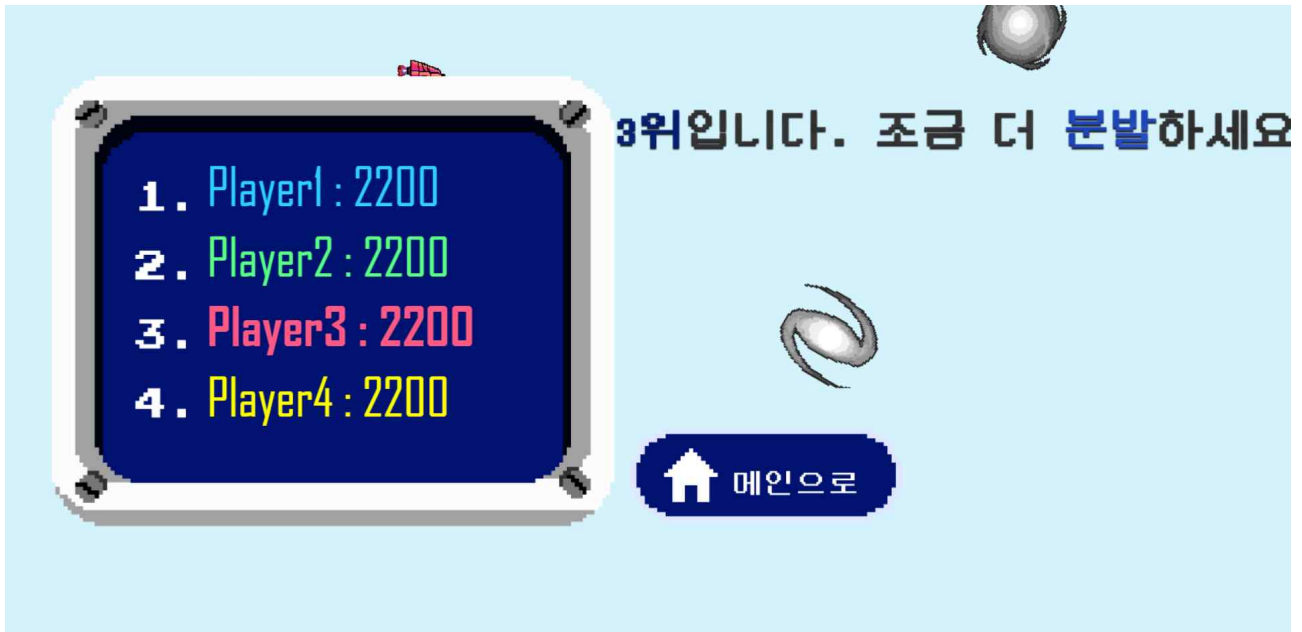 3위입니다. 조금 더 분발하세요
1. Player1 : 2200
2. Player2 : 2200
3. Player3 : 2200
4. Player4 : 2200
메인으로